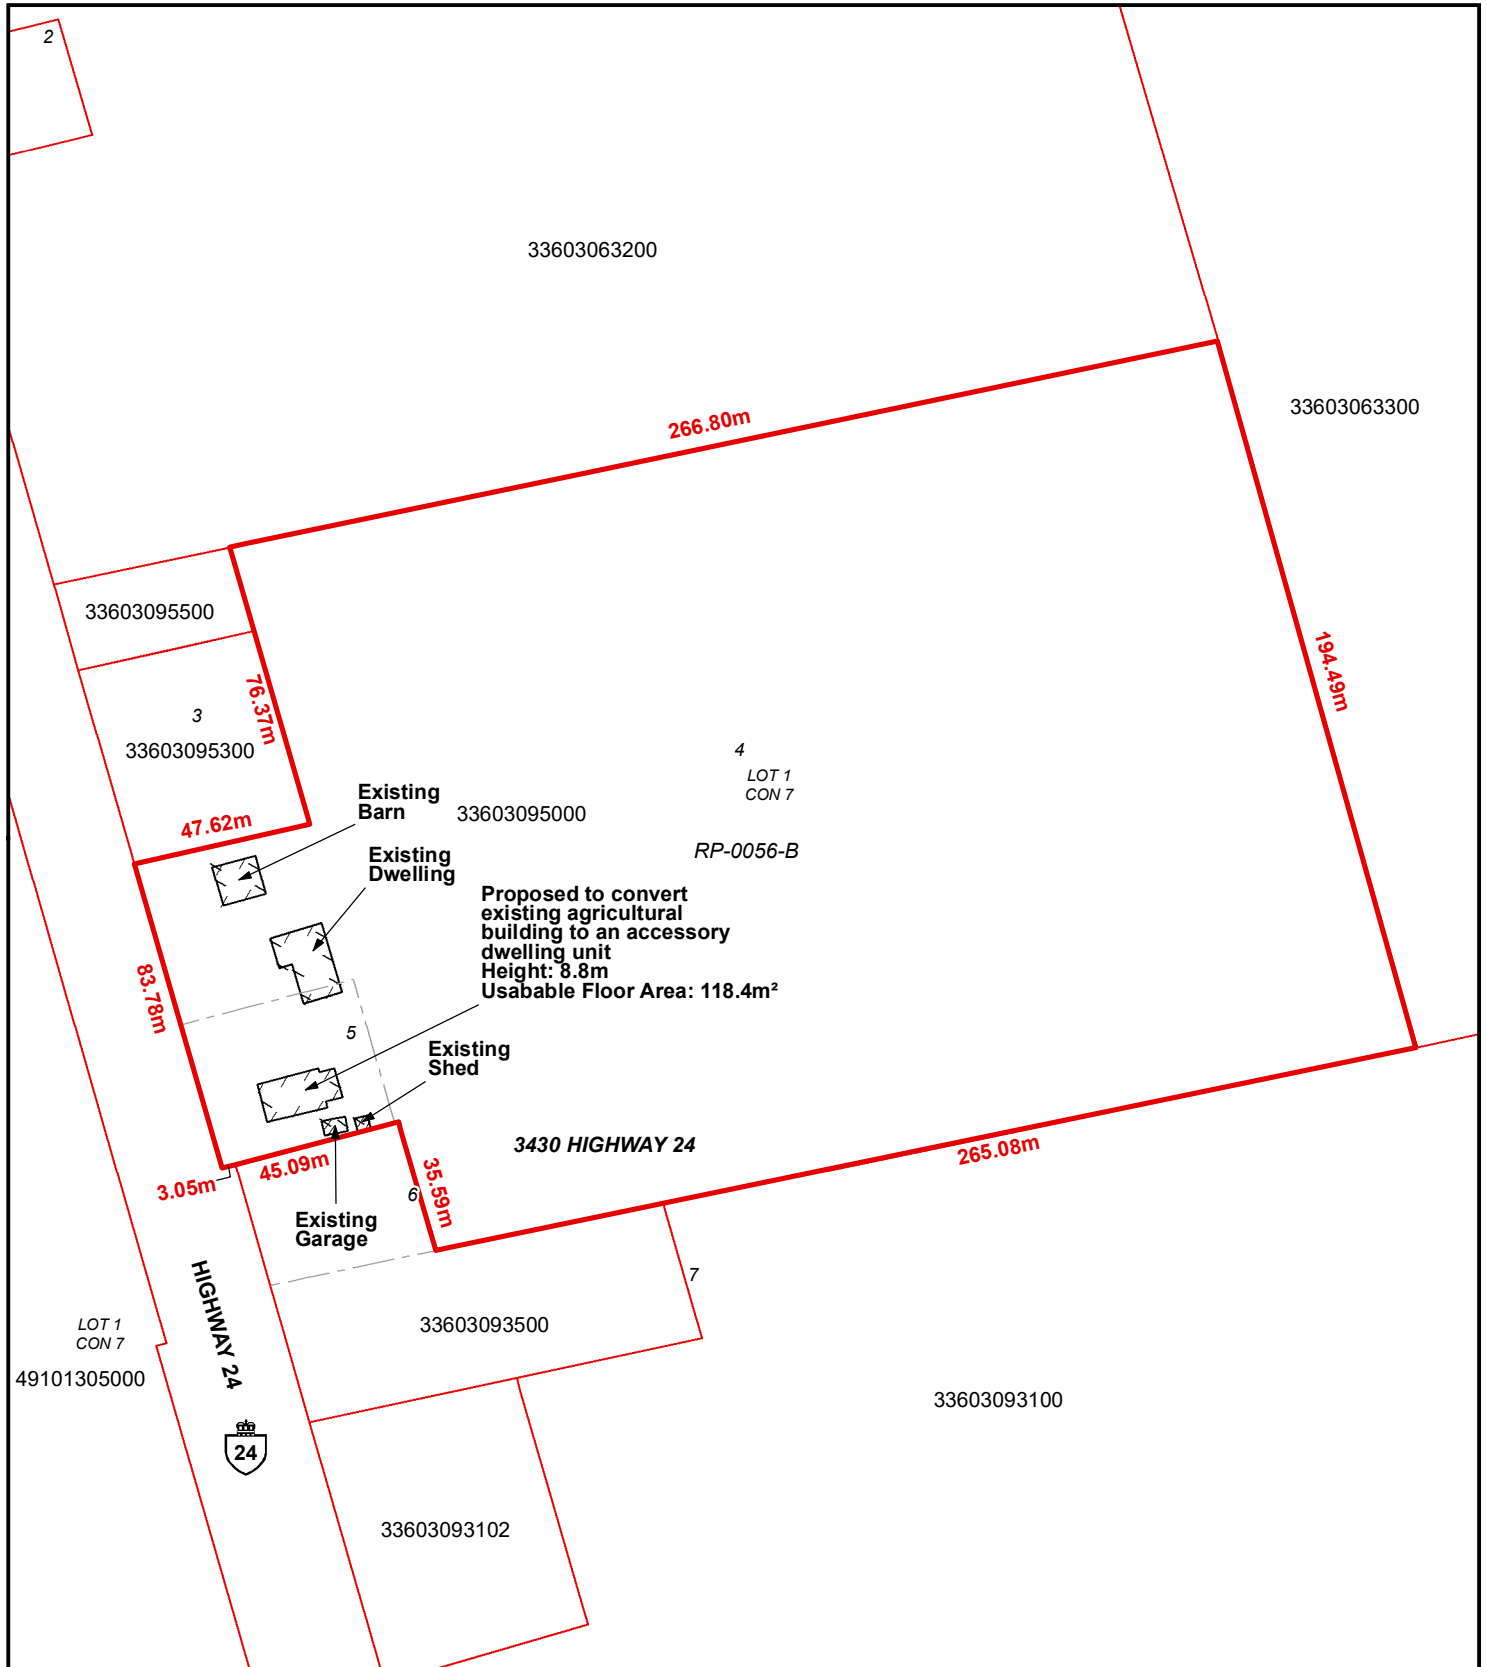 2
33603063200
33603063300
266.80m
33603095500
76.37m
194.49m
3
33603095300
4
LOT 1
CON 7
Existing
Barn
33603095000
47.62m
RP-0056-B
Existing
Dwelling
Proposed to convert
existing agricultural
building to an accessory
dwelling unit
Height: 8.8m
Usabable Floor Area: 118.4m²
83.78m
5
Existing
Shed
3430 HIGHWAY 24
265.08m
45.09m
3.05m
35.59m
6
Existing
Garage
7
HIGHWAY 24
LOT 1
CON 7
33603093500
49101305000
33603093100
24
33603093102